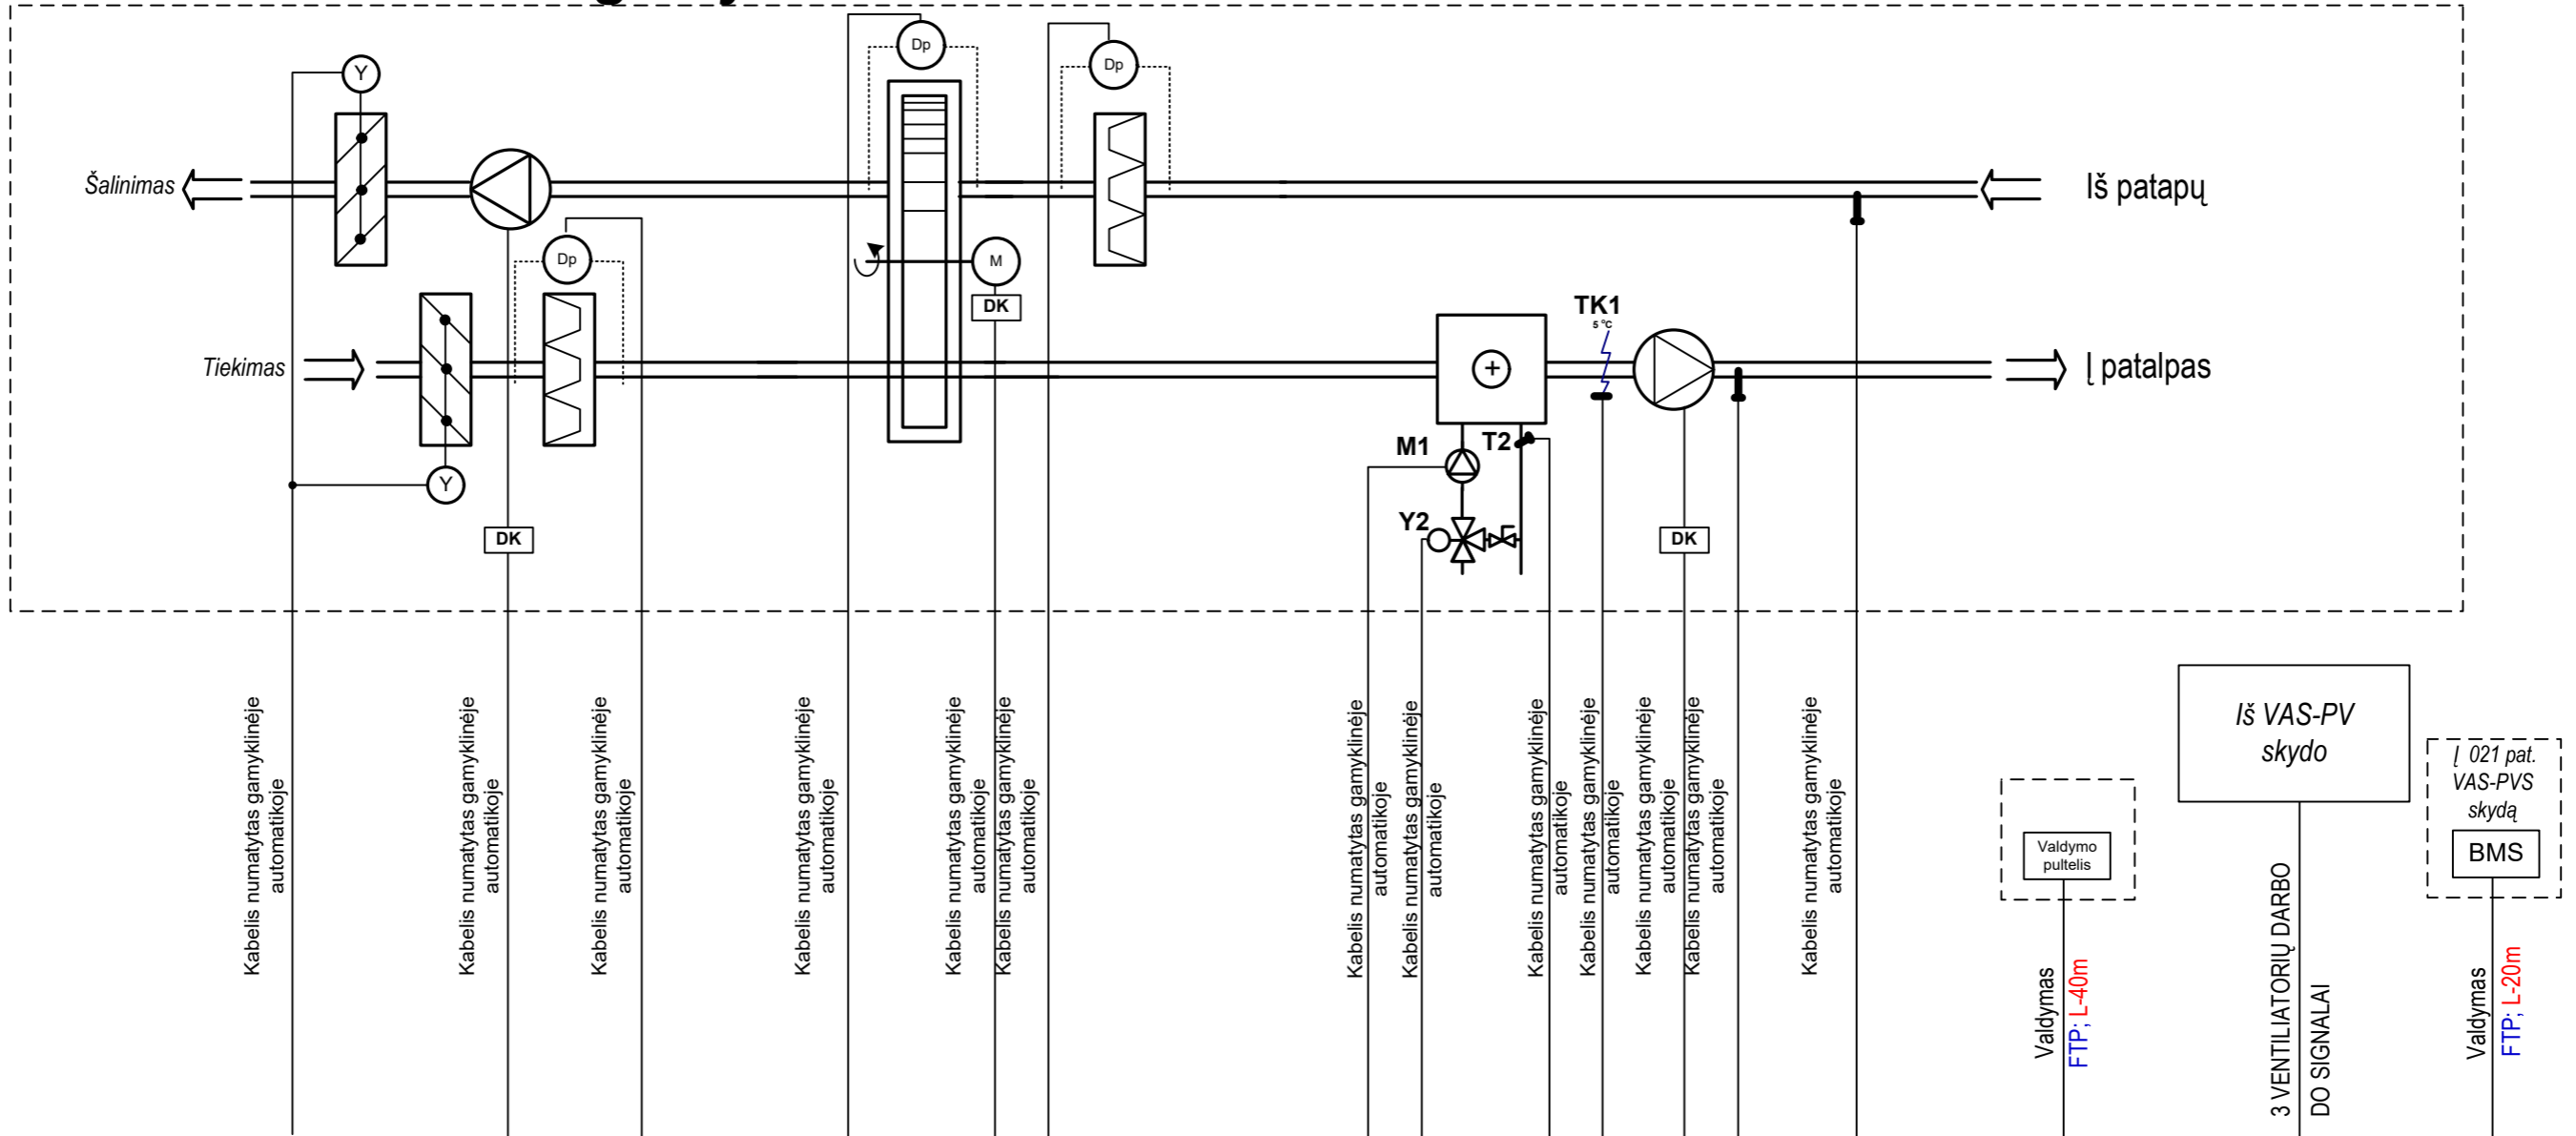 Y
Dp
Dp
Šalinimas
Iš patapų
Dp
M
DK
TK1
5 °C
Tiekimas
+
Į patalpas
M1
T2
Y
Y2
DK
DK
Kabelis numatytas gamyklinėje
automatikoje
Kabelis numatytas gamyklinėje
automatikoje
Kabelis numatytas gamyklinėje
automatikoje
Kabelis numatytas gamyklinėje
automatikoje
Kabelis numatytas gamyklinėje
automatikoje
Kabelis numatytas gamyklinėje
automatikoje
Kabelis numatytas gamyklinėje
automatikoje
Kabelis numatytas gamyklinėje
automatikoje
Kabelis numatytas gamyklinėje
automatikoje
Kabelis numatytas gamyklinėje
automatikoje
Kabelis numatytas gamyklinėje
automatikoje
Kabelis numatytas gamyklinėje
automatikoje
Kabelis numatytas gamyklinėje
automatikoje
Valdymo
pultelis
Valdymas
FTP; L-40m
Iš VAS-PV
skydo
3 VENTILIATORIŲ DARBO
DO SIGNALAI
Į 021 pat.
VAS-PVS
skydą
BMS
Valdymas
FTP; L-20m